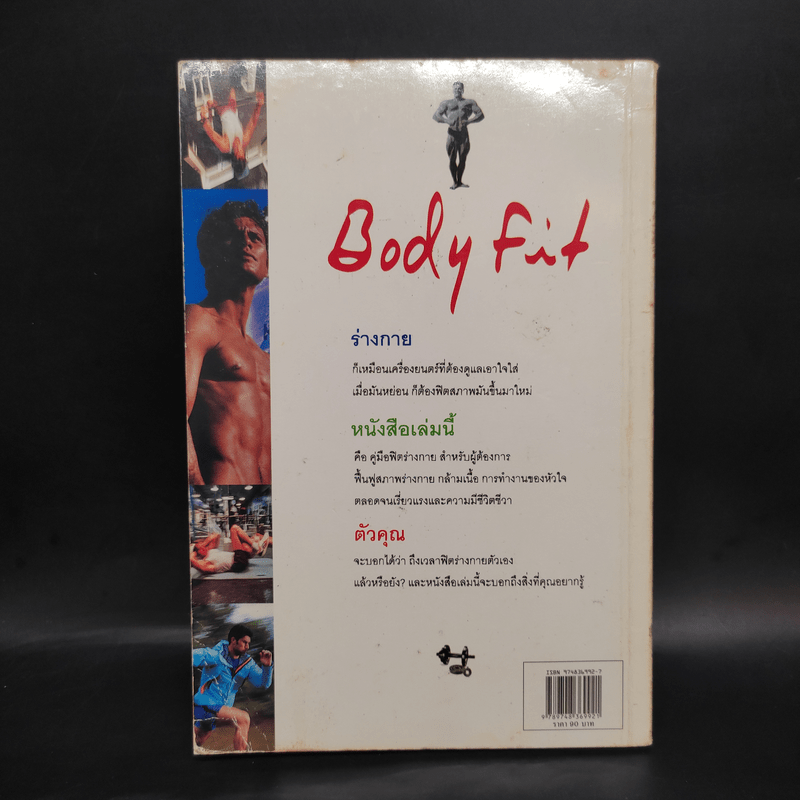 Body Fit
ร่างกาย
ก็เหมือนเครื่องยนตร์ที่ต้องดูแลเอาใจใส่
เมื่อมันหย่อน ก็ต้องฟิตสภาพมันขึ้นมาใหม่
หนังสือเล่มนี้
คือ คู่มือฟิตร่างกาย สำหรับผู้ต้องการ
ฟื้นฟูสภาพร่างกาย กล้ามเนื้อ การทำงานของหัวใจ
ตลอดจนเรี่ยวแรงและความมีชีวิตชีวา
ตัวคุณ
จะบอกได้ว่า ถึงเวลาฟิตร่างกายตัวเอง
แล้วหรือยัง? และหนังสือเล่มนี้จะบอกถึงสิ่งที่คุณอยากรู้
ISBN 974836992-7
9 789748 369921
ราคา 90 บาท